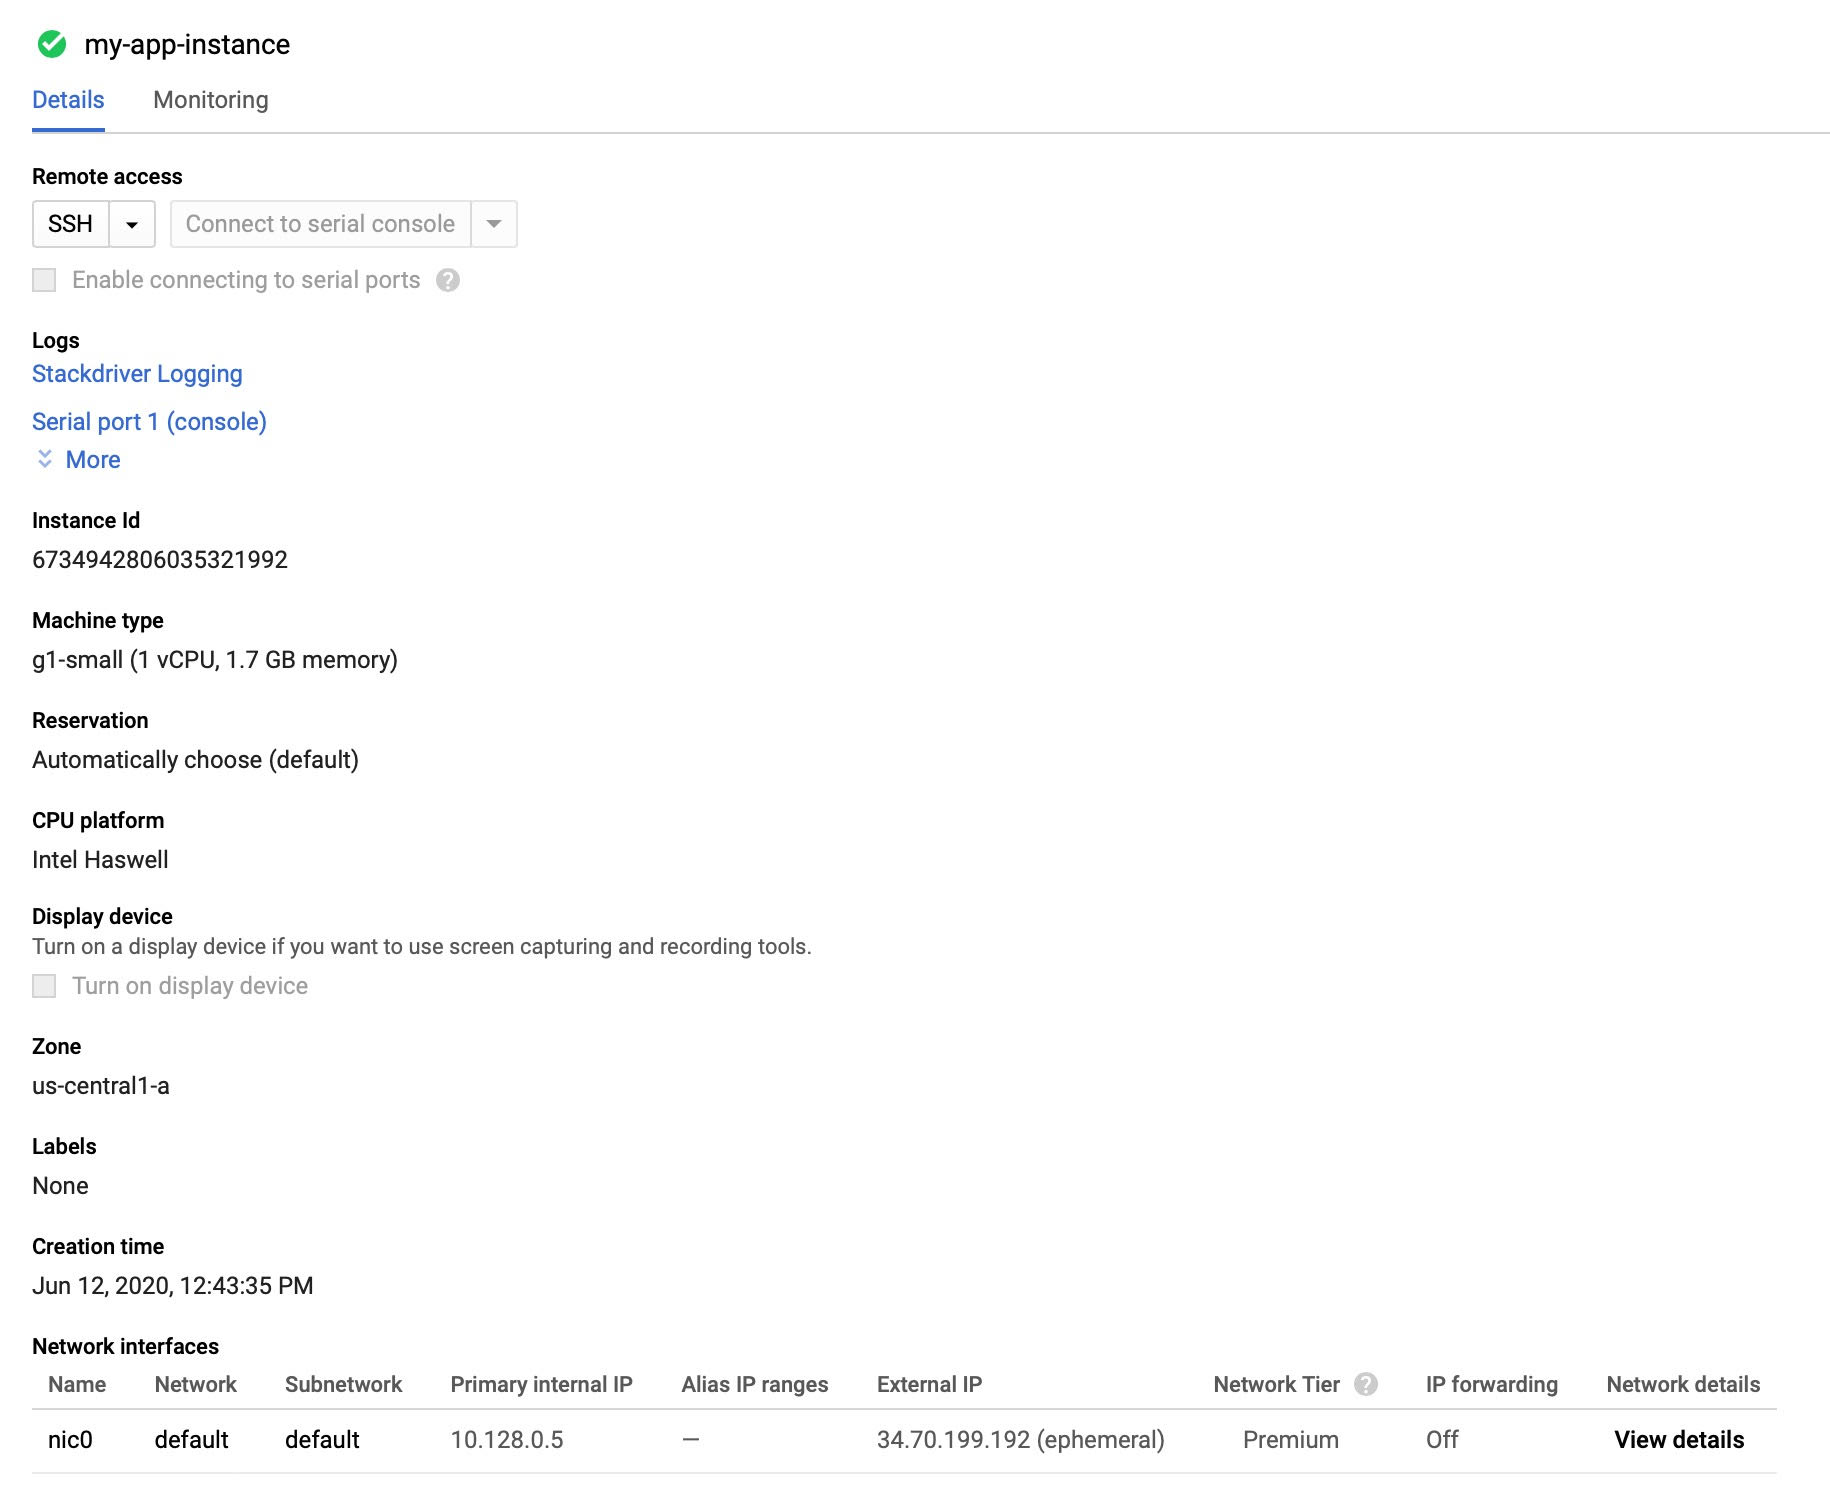 my-app-instance
Details Monitoring
Remote access
SSH Connect to serial console
Enable connecting to serial ports ?
Logs
Stackdriver Logging
Serial port 1 (console)
More
Instance Id
6734942806035321992
Machine type
g1-small (1 vCPU, 1.7 GB memory)
Reservation
Automatically choose (default)
CPU platform
Intel Haswell
Display device
Turn on a display device if you want to use screen capturing and recording tools.
Turn on display device
Zone
us-central1-a
Labels
None
Creation time
Jun 12, 2020, 12:43:35 PM
Network interfaces
Name Network Subnetwork Primary internal IP Alias IP ranges External IP Network Tier ? IP forwarding Network details
nic0 default default 10.128.0.5 — 34.70.199.192 (ephemeral) Premium Off View details